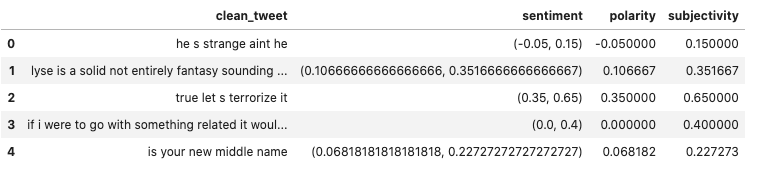 clean_tweet sentiment polarity subjectivity
0 he s strange aint he (-0.05, 0.15) -0.050000 0.150000
1 lyse is a solid not entirely fantasy sounding ... (0.10666666666666666, 0.3516666666666667) 0.106667 0.351667
2 true let s terrorize it (0.35, 0.65) 0.350000 0.650000
3 if i were to go with something related it woul... (0.0, 0.4) 0.000000 0.400000
4 is your new middle name (0.06818181818181818, 0.22727272727272727) 0.068182 0.227273